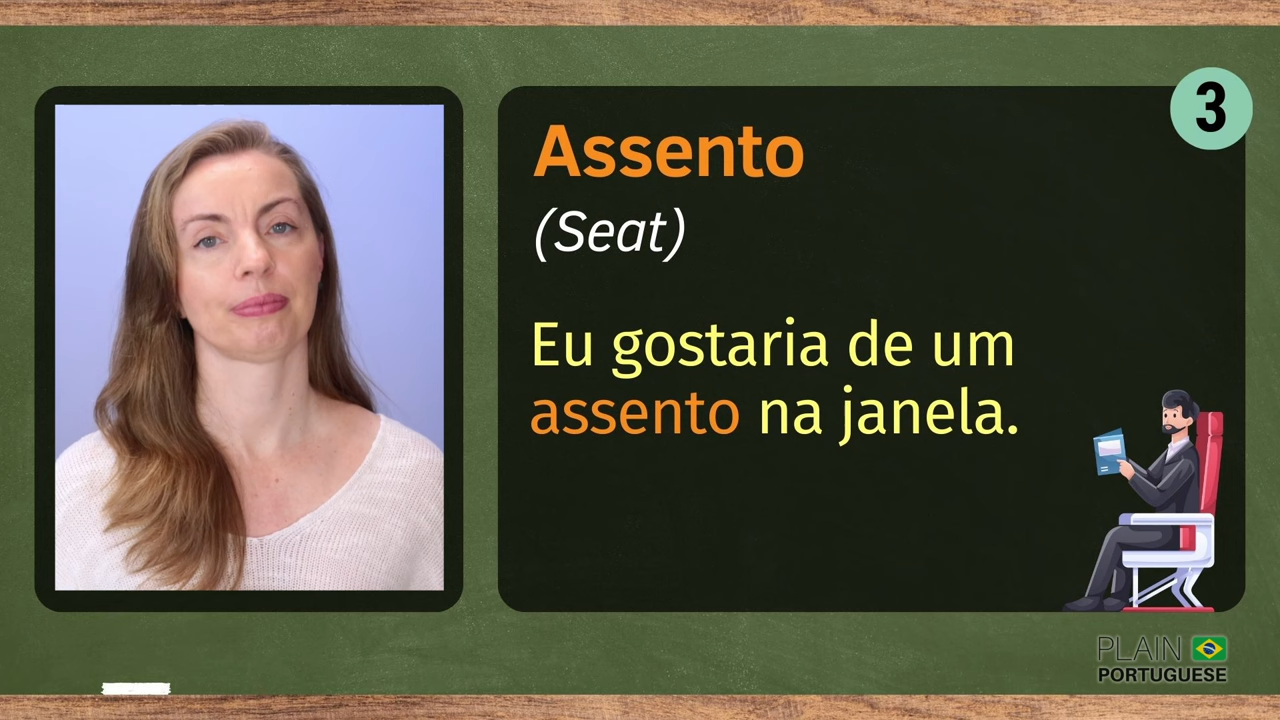 3
Assento
(Seat)
Eu gostaria de um
assento na janela.
PLAIN
PORTUGUESE